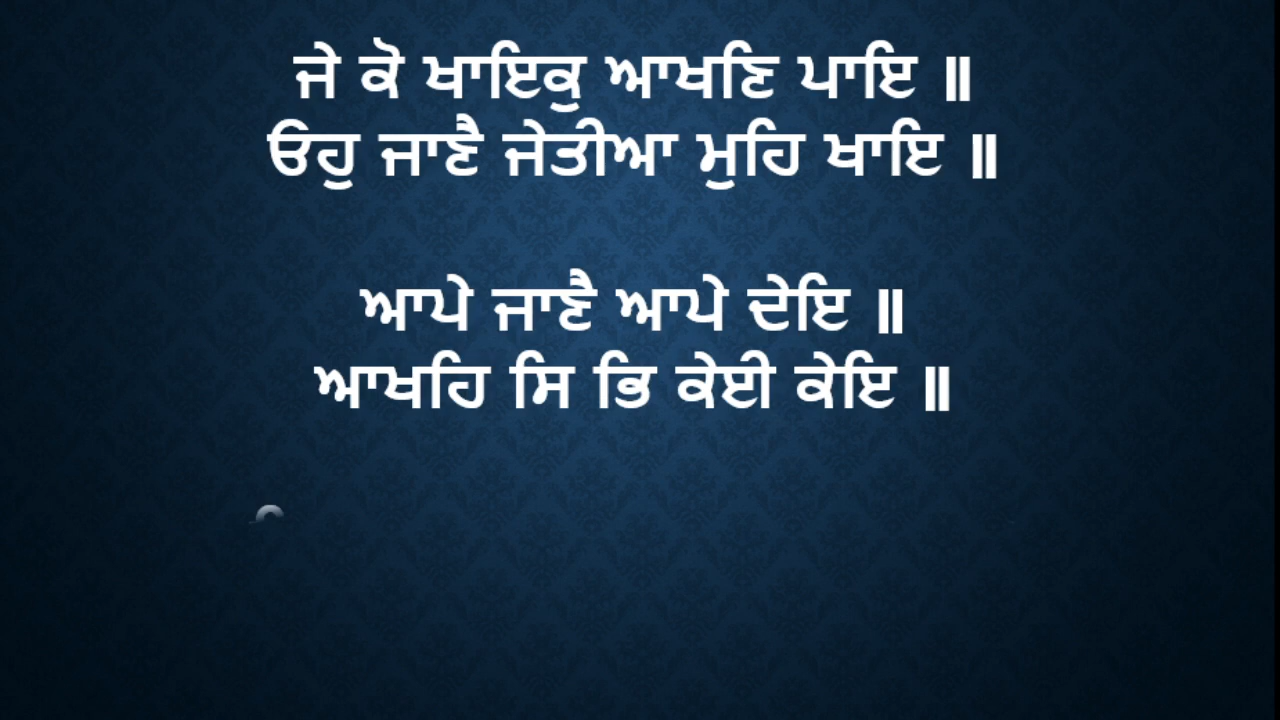 ਜੇ ਕੋ ਖਾਇਕੁ ਆਖਣਿ ਪਾਇ ॥
ਓਹੁ ਜਾਣੈ ਜੇਤੀਆ ਮੁਹਿ ਖਾਇ ॥
ਆਪੇ ਜਾਣੈ ਆਪੇ ਦੇਇ ॥
ਆਖਹਿ ਸਿ ਭਿ ਕੇਈ ਕੇਇ ॥